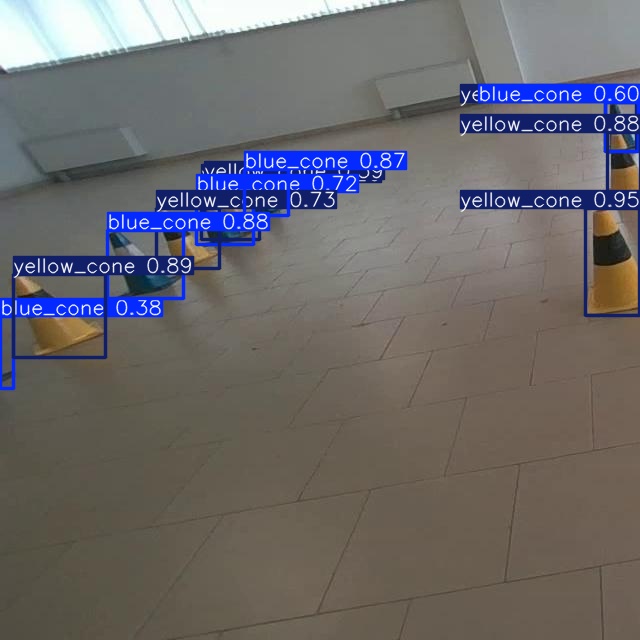 yeblue_cone 0.60
yellow_cone 0.88
blue_cone 0.87
blue_cone 0.72
yellow_cone 0.73
yellow_cone 0.95
blue_cone 0.88
yellow_cone 0.89
blue_cone 0.38